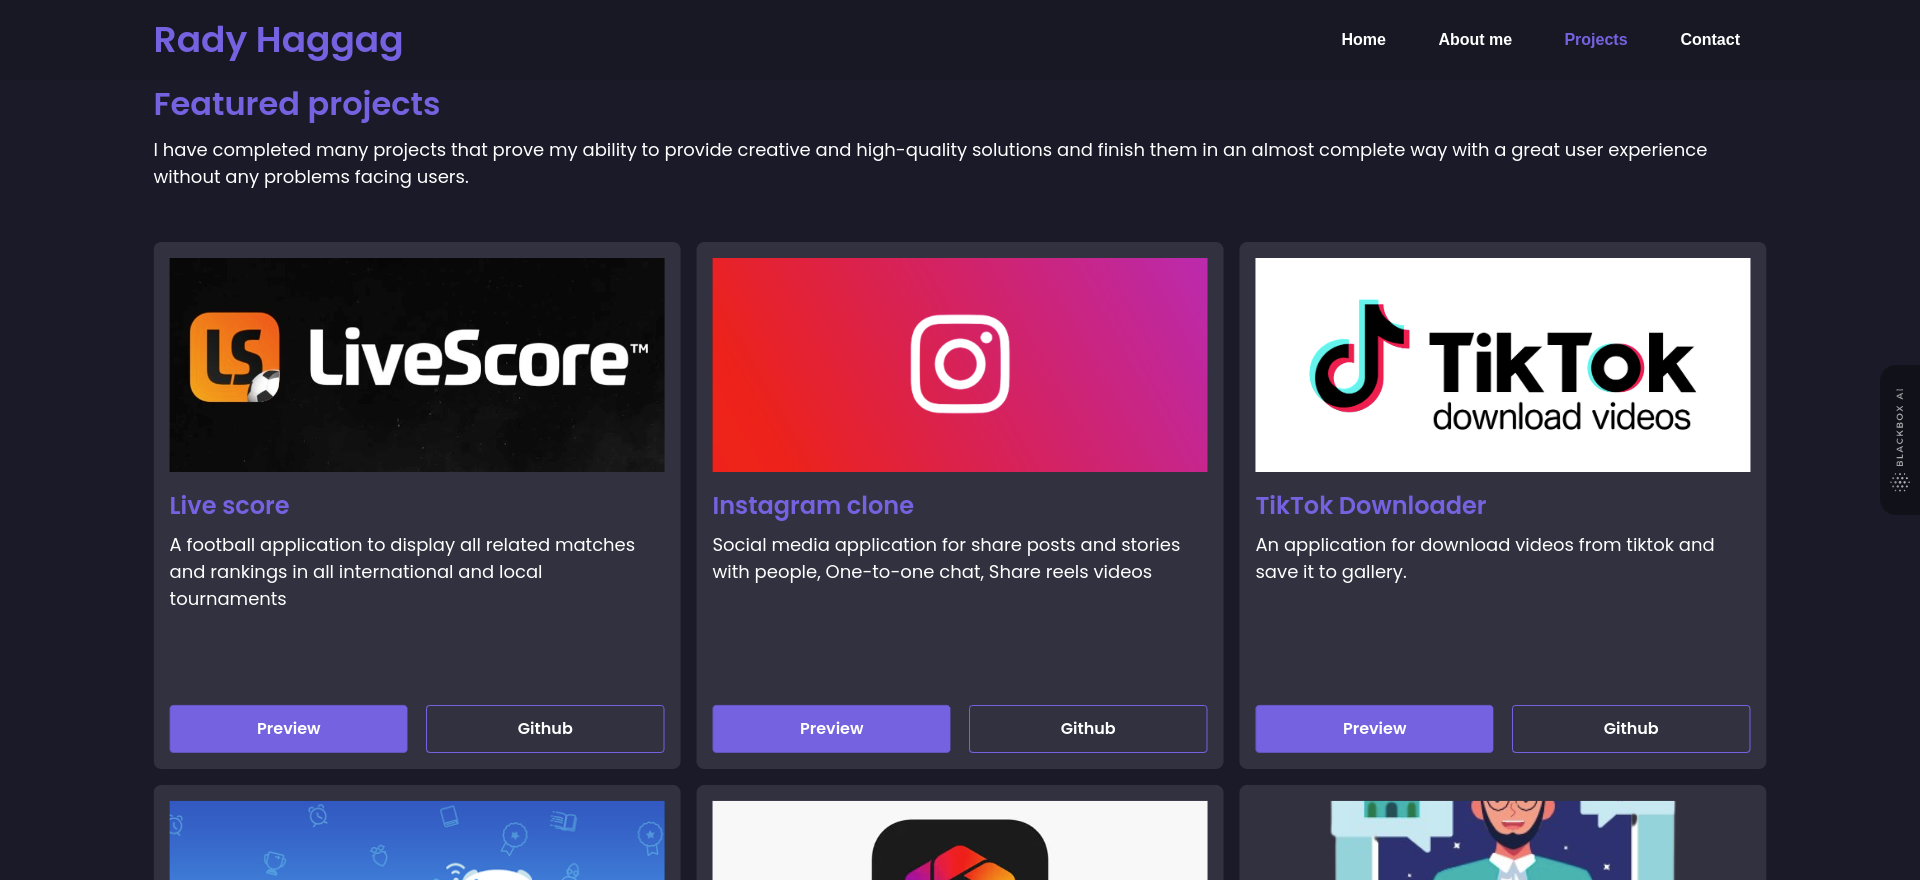 Rady Haggag
Home
About me
Projects
Contact
Featured projects
I have completed many projects that prove my ability to provide creative and high-quality solutions and finish them in an almost complete way with a great user experience
without any problems facing users.
LS LiveScore™
TikTok
download videos
Live score
A football application to display all related matches
and rankings in all international and local
tournaments
Preview
Github
Instagram clone
Social media application for share posts and stories
with people, One-to-one chat, Share reels videos
Preview
Github
TikTok Downloader
An application for download videos from tiktok and
save it to gallery.
Preview
Github
BLACKBOX AI